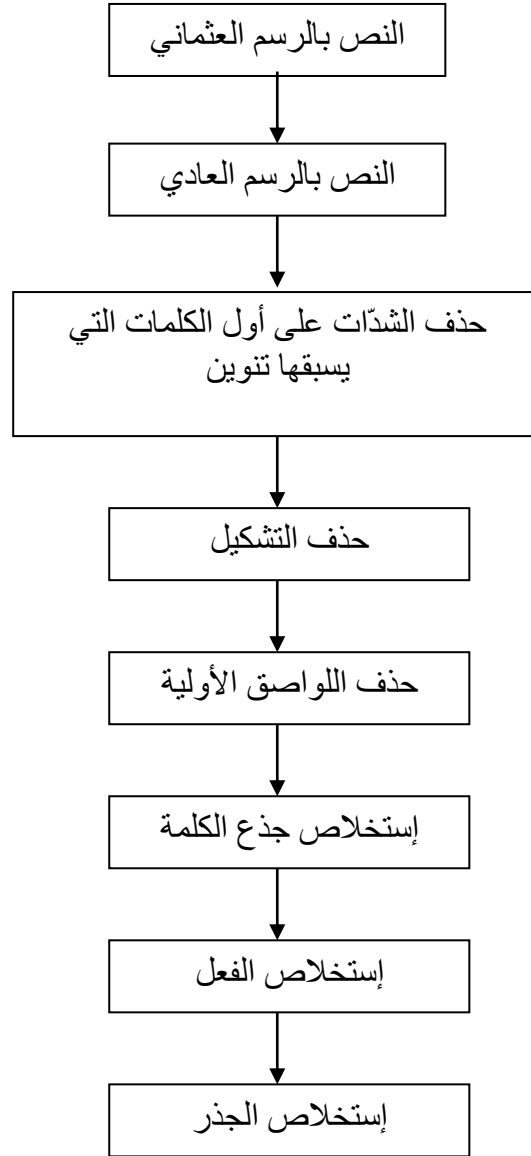 النص بالرسم العثماني
النص بالرسم العادي
حذف الشدّات على أول الكلمات التي
يسبقها تنوين
حذف التشكيل
حذف اللواصق الأولية
إستخلاص جذع الكلمة
إستخلاص الفعل
إستخلاص الجذر